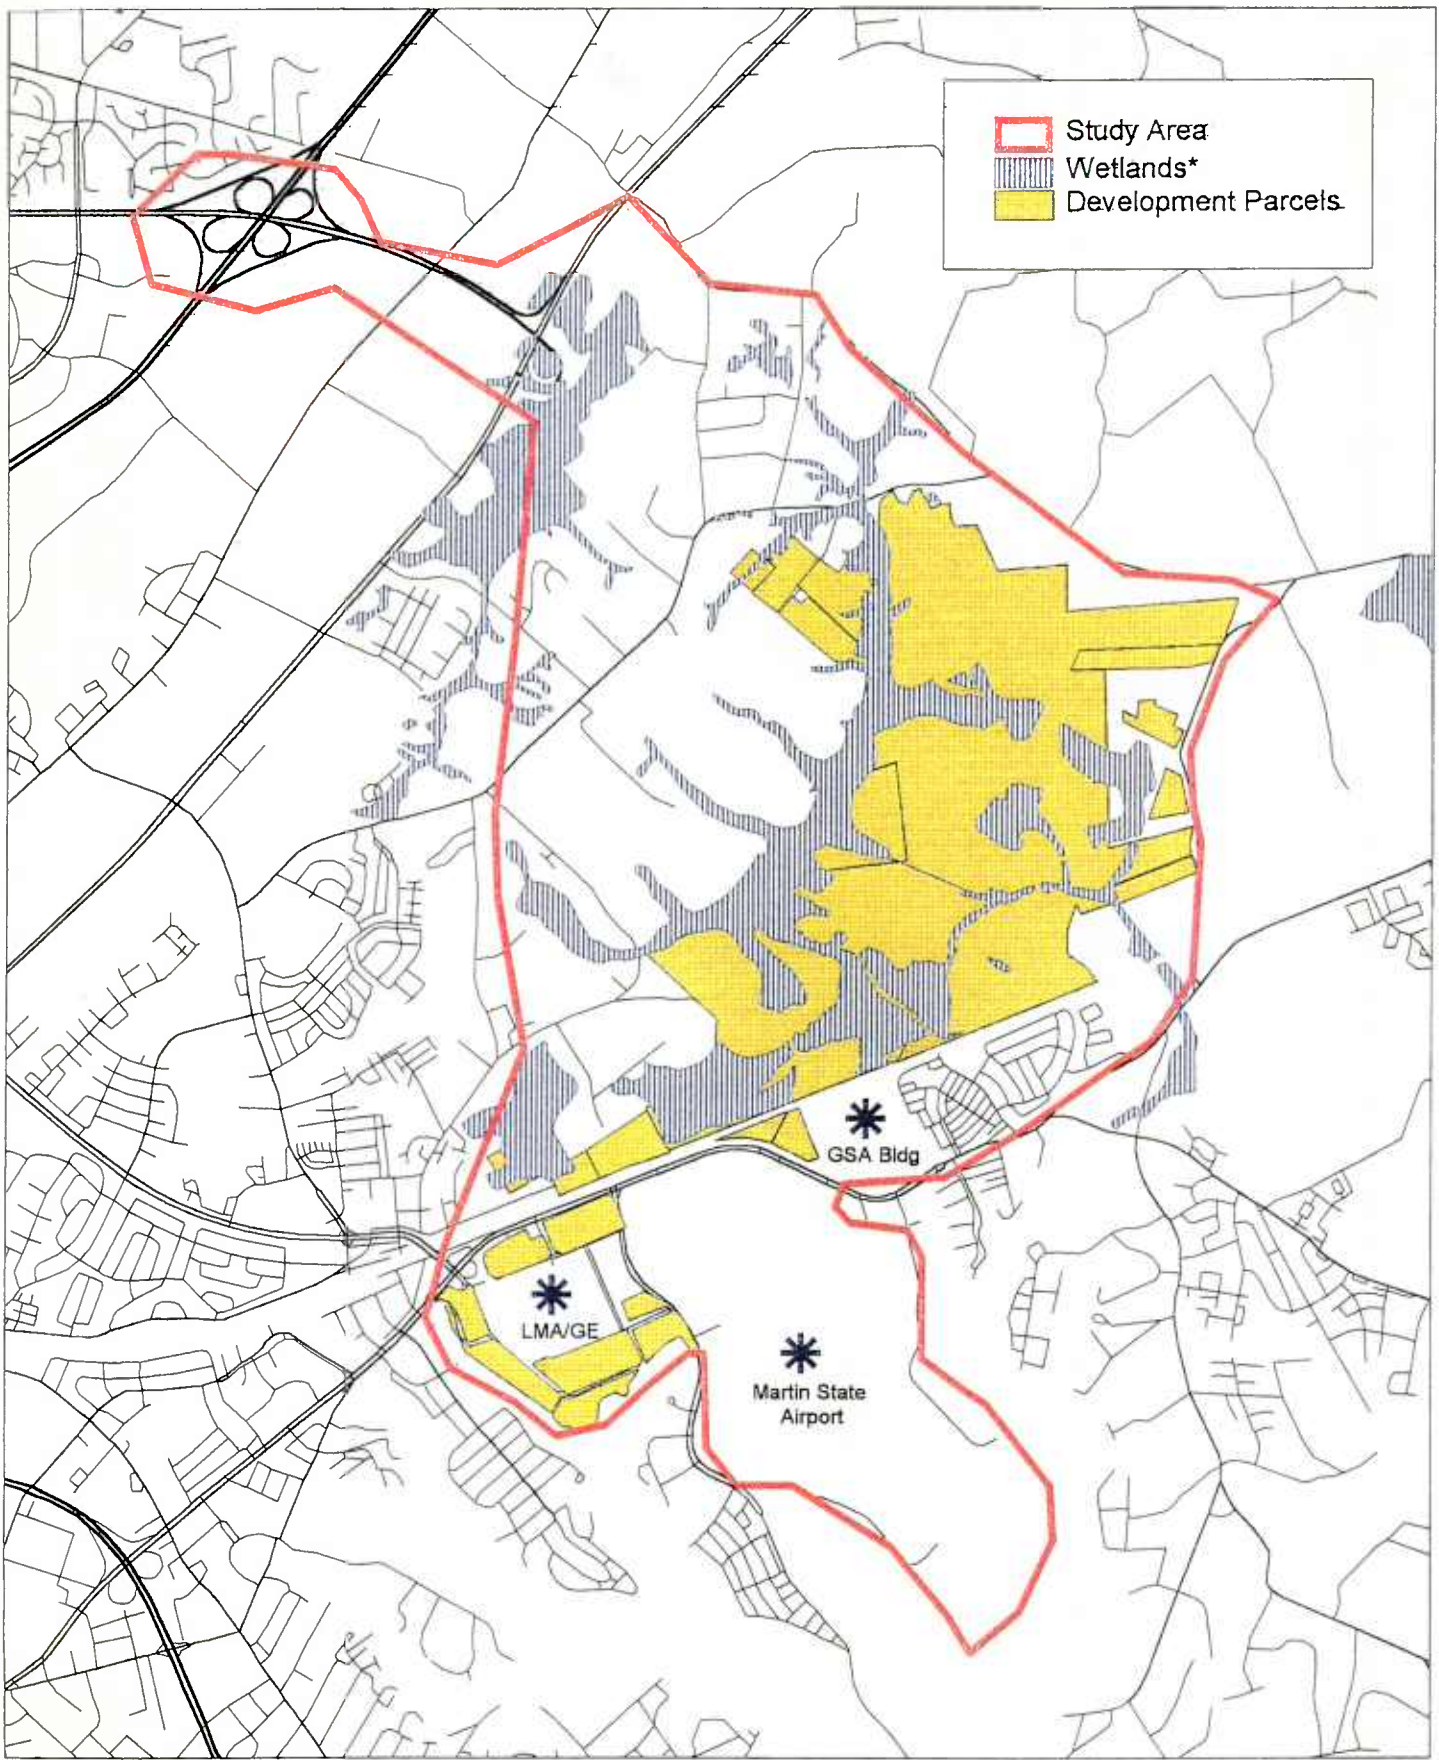 Study Area
Wetlands*
Development Parcels
GSA Bldg
LMA/GE
Martin State
Airport